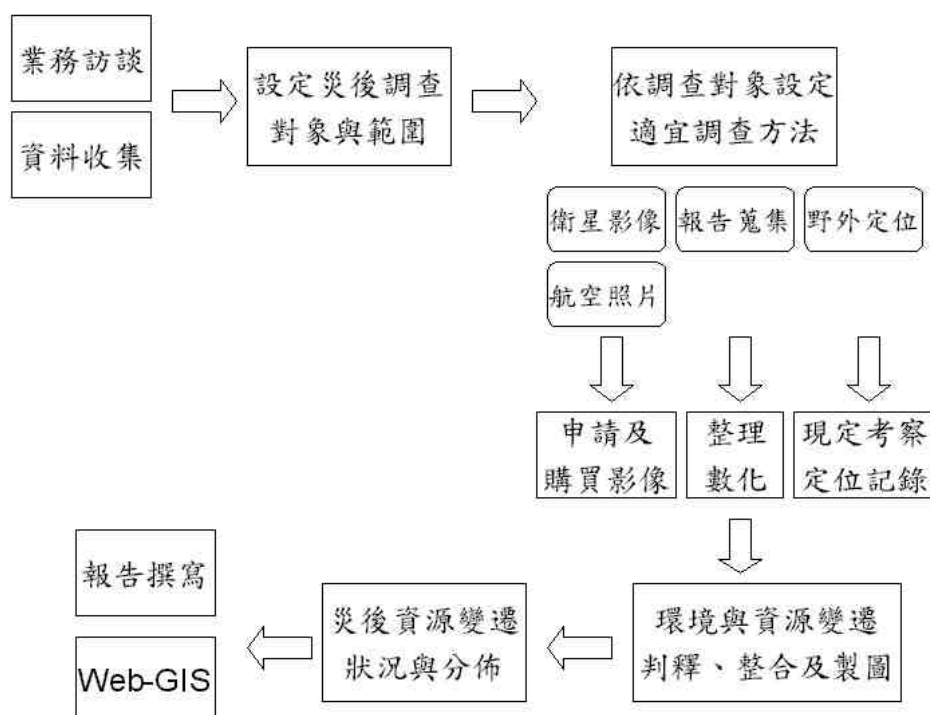 業務訪談
資料收集
設定災後調查
對象與範圍
依調查對象設定
適宜調查方法
衛星影像
報告蒐集
野外定位
航空照片
申請及
購買影像
整理
數化
現定考察
定位記錄
環境與資源變遷
判釋、整合及製圖
災後資源變遷
狀況與分佈
報告撰寫
Web-GIS